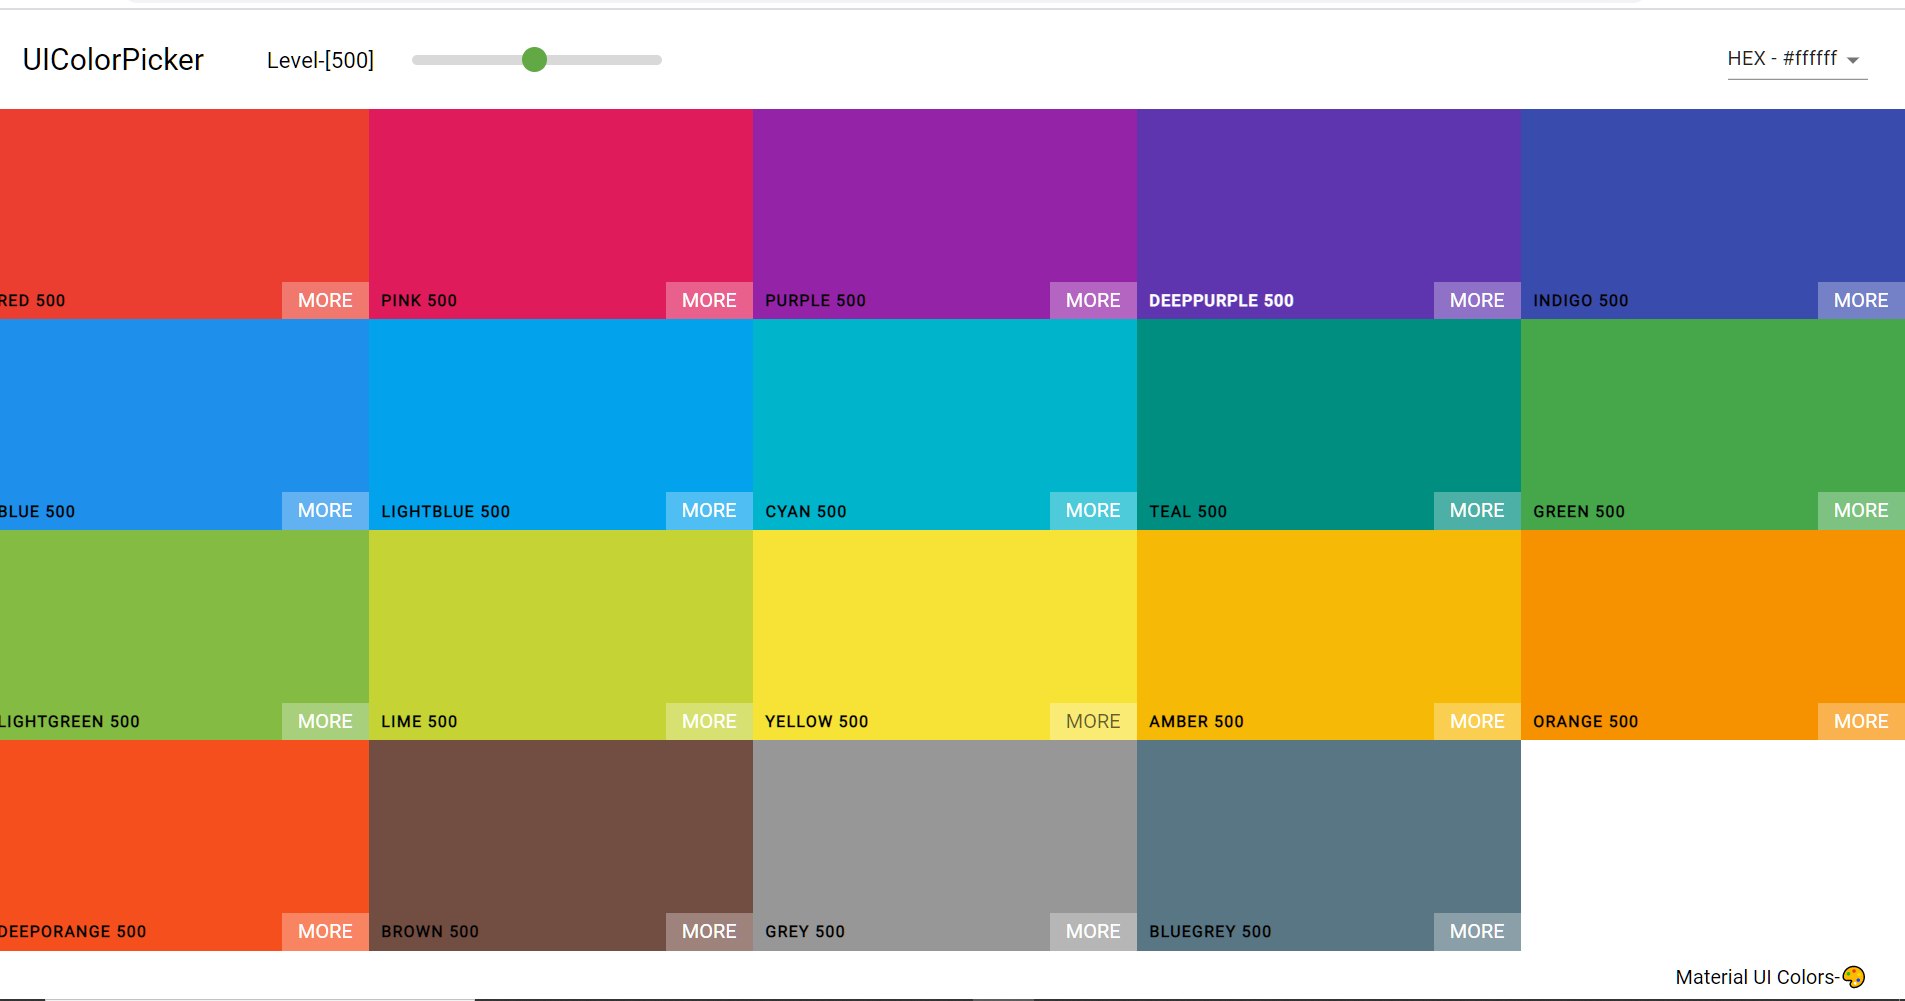 UIColorPicker Level-[500] HEX - #ffffff
RED 500 MORE PINK 500 MORE PURPLE 500 MORE DEEPPURPLE 500 MORE INDIGO 500 MORE
BLUE 500 MORE LIGHTBLUE 500 MORE CYAN 500 MORE TEAL 500 MORE GREEN 500 MORE
LIGHTGREEN 500 MORE LIME 500 MORE YELLOW 500 MORE AMBER 500 MORE ORANGE 500 MORE
DEEPORANGE 500 MORE BROWN 500 MORE GREY 500 MORE BLUEGREY 500 MORE
Material UI Colors-🎨